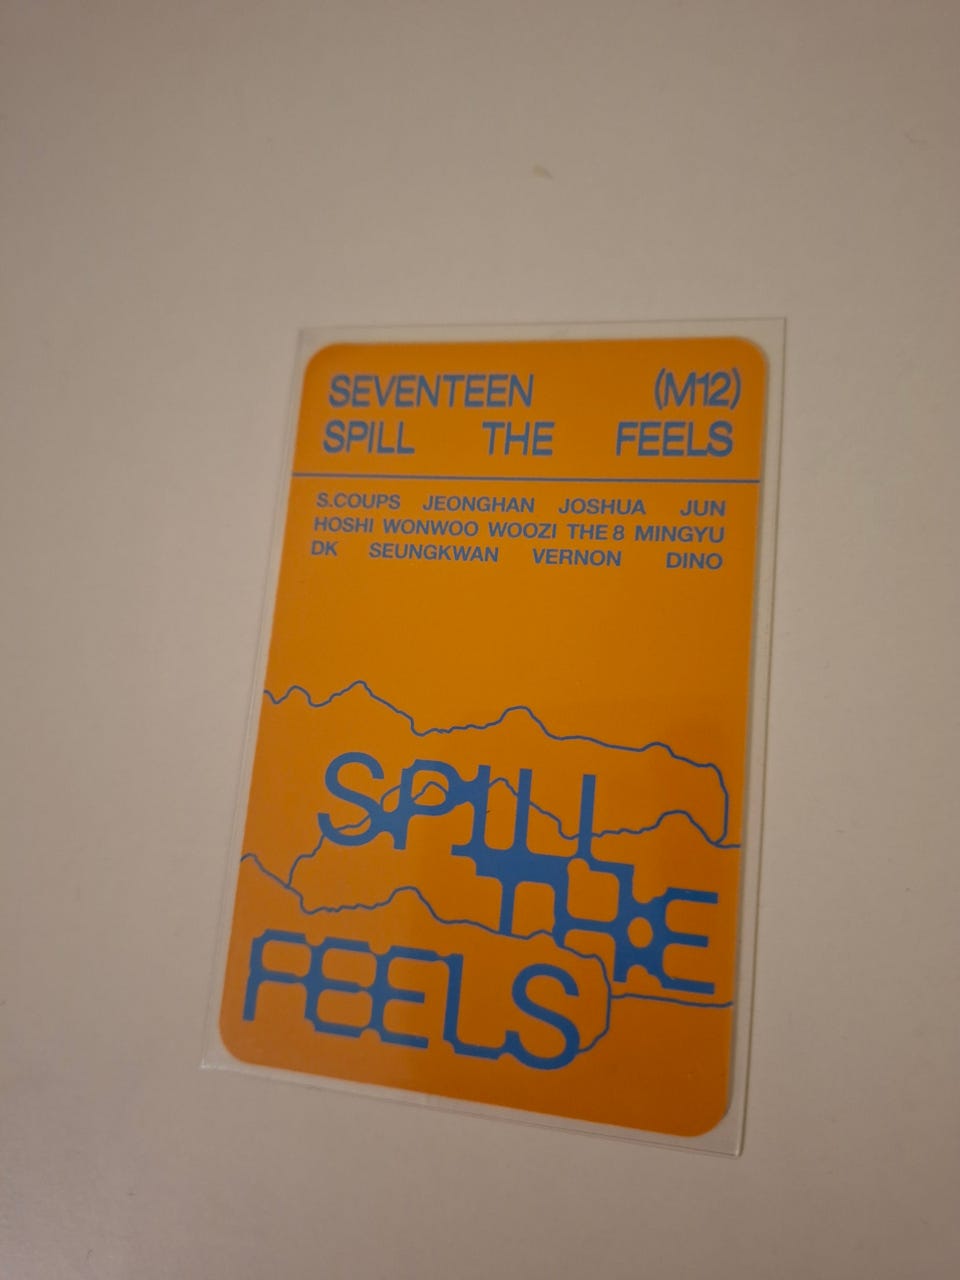 SEVENTEEN (M12)
SPILL THE FEELS
S.COUPS JEONGHAN JOSHUA JUN
HOSHI WONWOO WOOZI THE 8 MINGYU
DK SEUNGKWAN VERNON DINO
SPILL
THE
FEELS